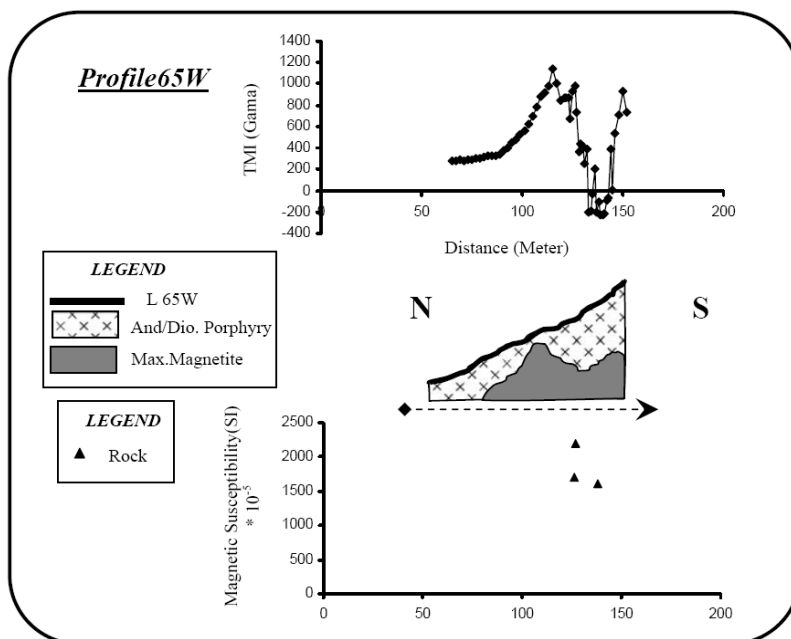 Profile65W
TMI (Gama)
1400
1200
1000
800
600
400
200
0
-200
-400
0
50
100
150
200
Distance (Meter)
LEGEND
L 65W
And/Dio. Porphyry
Max.Magnetite
N
S
LEGEND
Rock
Magnetic Susceptibility(SI)
* 10-5
2500
2000
1500
1000
500
0
0
50
100
150
200